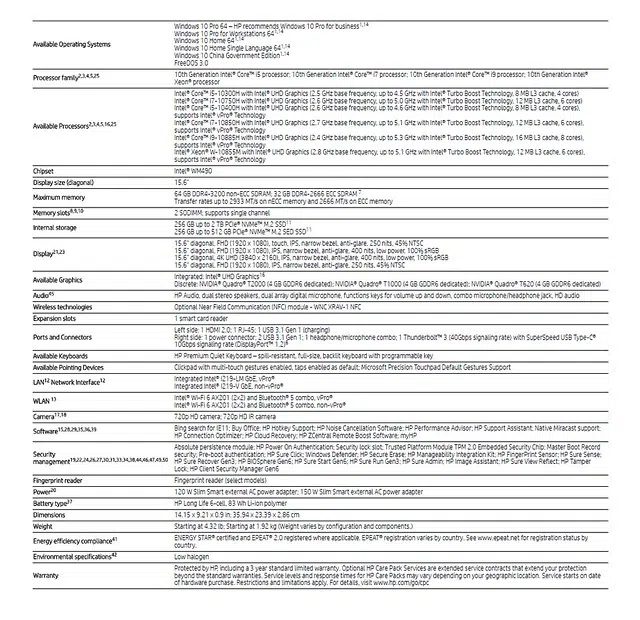 Available Operating Systems
Windows 10 Pro 64 – HP recommends Windows 10 Pro for business1,14
Windows 10 Pro for Workstations 641,14
Windows 10 Home 641,14
Windows 10 Home Single Language 641,14
Windows 10 China Government Edition1,14
FreeDOS 3.0
Processor family2,3,4,5,25
10th Generation Intel® Core™ i5 processor; 10th Generation Intel® Core™ i7 processor; 10th Generation Intel® Core™ i9 processor; 10th Generation Intel®
Xeon® processor
Available Processors2,3,4,5,16,25
Intel® Core™ i5-10300H with Intel® UHD Graphics (2.5 GHz base frequency, up to 4.5 GHz with Intel® Turbo Boost Technology, 8 MB L3 cache, 4 cores)
Intel® Core™ i7-10750H with Intel® UHD Graphics (2.6 GHz base frequency, up to 5.0 GHz with Intel® Turbo Boost Technology, 12 MB L3 cache, 6 cores)
Intel® Core™ i5-10400H with Intel® UHD Graphics (2.6 GHz base frequency, up to 4.6 GHz with Intel® Turbo Boost Technology, 8 MB L3 cache, 4 cores),
supports Intel® vPro® Technology
Intel® Core™ i7-10850H with Intel® UHD Graphics (2.7 GHz base frequency, up to 5.1 GHz with Intel® Turbo Boost Technology, 12 MB L3 cache, 6 cores),
supports Intel® vPro® Technology
Intel® Core™ i9-10885H with Intel® UHD Graphics (2.4 GHz base frequency, up to 5.3 GHz with Intel® Turbo Boost Technology, 16 MB L3 cache, 8 cores),
supports Intel® vPro® Technology
Intel® Xeon® W-10855M with Intel® UHD Graphics (2.8 GHz base frequency, up to 5.1 GHz with Intel® Turbo Boost Technology, 12 MB L3 cache, 6 cores),
supports Intel® vPro® Technology
Chipset
Intel® WM490
Display size (diagonal)
15.6"
Maximum memory
64 GB DDR4-3200 non-ECC SDRAM; 32 GB DDR4-2666 ECC SDRAM 7
Transfer rates up to 2933 MT/s on nECC memory and 2666 MT/s on ECC memory
Memory slots8,9,10
2 SODIMM; supports single channel
Internal storage
256 GB up to 2 TB PCIe® NVMe™ M.2 SSD11
256 GB up to 512 GB PCIe® NVMe™ M.2 SED SSD11
Display21,23
15.6" diagonal, FHD (1920 x 1080), touch, IPS, narrow bezel, anti-glare, 250 nits, 45% NTSC
15.6" diagonal, FHD (1920 x 1080), IPS, narrow bezel, anti-glare, 400 nits, low power, 100% sRGB
15.6" diagonal, 4K UHD (3840 x 2160), IPS, narrow bezel, anti-glare, 400 nits, low power, 100% sRGB
15.6" diagonal, FHD (1920 x 1080), IPS, narrow bezel, anti-glare, 250 nits, 45% NTSC
Available Graphics
Integrated: Intel® UHD Graphics16
Discrete: NVIDIA® Quadro® T2000 (4 GB GDDR6 dedicated); NVIDIA® Quadro® T1000 (4 GB GDDR6 dedicated); NVIDIA® Quadro® T620 (4 GB GDDR6 dedicated)
Audio45
HP Audio, dual stereo speakers, dual array digital microphone, functions keys for volume up and down, combo microphone/headphone jack, HD audio
Wireless technologies
Optional Near Field Communication (NFC) module - WNC XRAV-1 NFC
Expansion slots
1 smart card reader
Ports and Connectors
Left side: 1 HDMI 2.0; 1 RJ-45; 1 USB 3.1 Gen 1 (charging)
Right side: 1 power connector; 2 USB 3.1 Gen 1; 1 headphone/microphone combo; 1 Thunderbolt™ 3 (40Gbps signaling rate) with SuperSpeed USB Type-C®
10Gbps signaling rate (DisplayPort™ 1.2)6
Available Keyboards
HP Premium Quiet Keyboard – spill-resistant, full-size, backlit keyboard with programmable key
Available Pointing Devices
Clickpad with multi-touch gestures enabled, taps enabled as default; Microsoft Precision Touchpad Default Gestures Support
LAN12 Network Interface12
Integrated Intel® I219-LM GbE, vPro®
Integrated Intel® I219-V GbE, non-vPro®
WLAN 13
Intel® Wi-Fi 6 AX201 (2x2) and Bluetooth® 5 combo, vPro®
Intel® Wi-Fi 6 AX201 (2x2) and Bluetooth® 5 combo, non-vPro®
Camera17,18
720p HD camera; 720p HD IR camera
Software15,28,29,35,36,39
Bing search for IE11; Buy Office; HP Hotkey Support; HP Noise Cancellation Software; HP Performance Advisor; HP Support Assistant; Native Miracast support;
HP Connection Optimizer; HP Cloud Recovery; HP ZCentral Remote Boost Software; myHP
Security
management19,22,24,26,27,30,31,33,34,38,44,46,47,49,50
Absolute persistence module; HP Power On Authentication; Security lock slot; Trusted Platform Module TPM 2.0 Embedded Security Chip; Master Boot Record
security; Pre-boot authentication; HP Sure Click; Windows Defender; HP Secure Erase; HP Manageability Integration Kit; HP FingerPrint Sensor; HP Sure Sense;
HP Sure Recover Gen3; HP BIOSphere Gen6; HP Sure Start Gen6; HP Sure Run Gen3; HP Sure Admin; HP Image Assistant; HP Sure View Reflect; HP Tamper
Lock; HP Client Security Manager Gen6
Fingerprint reader
Fingerprint reader (select models)
Power20
120 W Slim Smart external AC power adapter; 150 W Slim Smart external AC power adapter
Battery type37
HP Long Life 6-cell, 83 Wh Li-ion polymer
Dimensions
14.15 x 9.21 x 0.9 in; 35.94 x 23.39 x 2.86 cm
Weight
Starting at 4.32 lb; Starting at 1.92 kg (Weight varies by configuration and components.)
Energy efficiency compliance41
ENERGY STAR® certified and EPEAT® 2.0 registered where applicable. EPEAT® registration varies by country. See www.epeat.net for registration status by
country.
Environmental specifications42
Low halogen
Warranty
Protected by HP, including a 3 year standard limited warranty. Optional HP Care Pack Services are extended service contracts that extend your protection
beyond the standard warranties. Service levels and response times for HP Care Packs may vary depending on your geographic location. Service starts on date
of hardware purchase. Restrictions and limitations apply. For details, visit www.hp.com/go/cpc